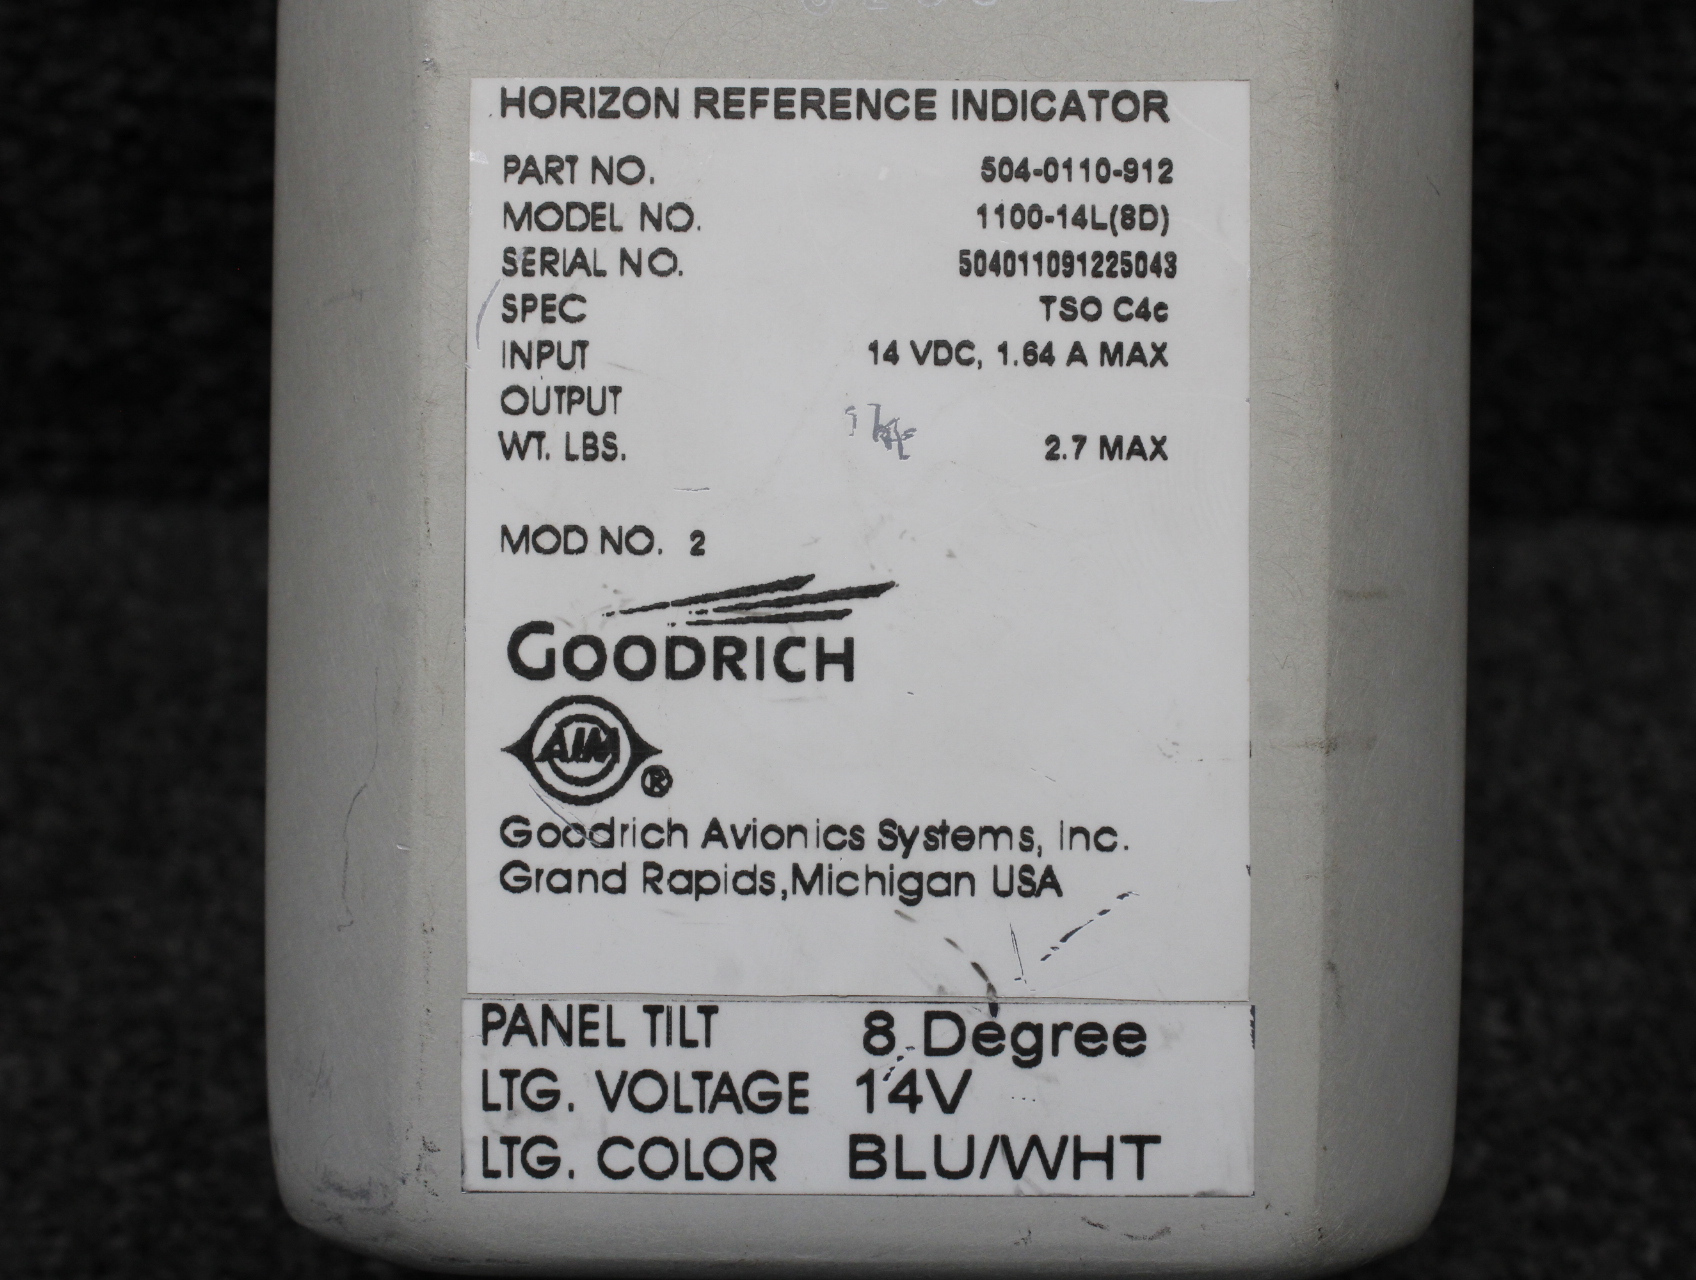 HORIZON REFERENCE INDICATOR
PART NO. 504-0110-912
MODEL NO. 1100-14L(8D)
SERIAL NO. 504011091225043
SPEC TSO C4c
INPUT 14 VDC, 1.64 A MAX
OUTPUT
WT. LBS. 2.7 MAX
MOD NO. 2
GOODRICH
AIM
®
Goodrich Avionics Systems, Inc.
Grand Rapids,Michigan USA
PANEL TILT 8 Degree
LTG. VOLTAGE 14V
LTG. COLOR BLU/WHT